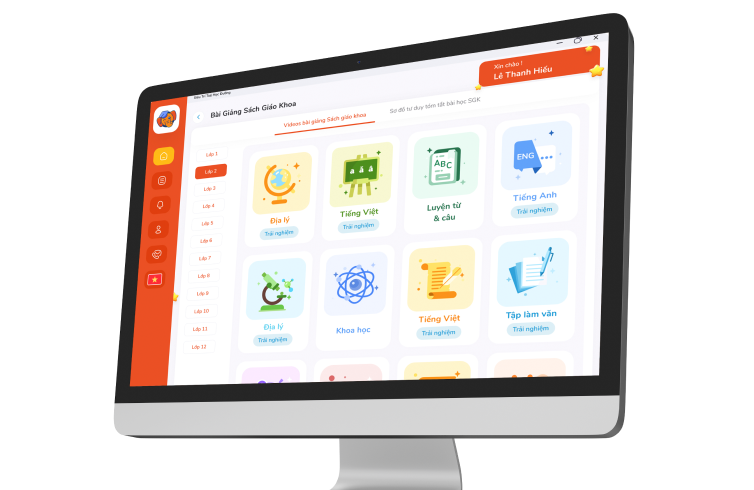 Xin chào !
Lê Thanh Hiếu
Bài Giảng Sách Giáo Khoa
Videos bài giảng Sách giáo khoa
Sơ đồ tư duy tóm tắt bài học SGK
Lớp 1
Lớp 2
Lớp 3
Lớp 4
Lớp 5
Lớp 6
Lớp 7
Lớp 8
Lớp 9
Lớp 10
Lớp 11
Lớp 12
Địa lý
Trải nghiệm
Tiếng Việt
Trải nghiệm
ABC
Luyện từ
& câu
ENG
Tiếng Anh
Trải nghiệm
Địa lý
Trải nghiệm
Khoa học
Tiếng Việt
Trải nghiệm
Tập làm văn
Trải nghiệm